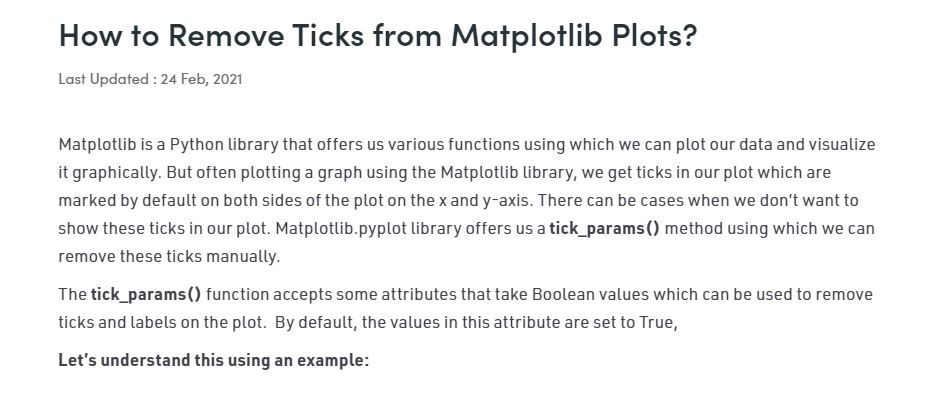 How to Remove Ticks from Matplotlib Plots?
Last Updated : 24 Feb, 2021
Matplotlib is a Python library that offers us various functions using which we can plot our data and visualize
it graphically. But often plotting a graph using the Matplotlib library, we get ticks in our plot which are
marked by default on both sides of the plot on the x and y-axis. There can be cases when we don’t want to
show these ticks in our plot. Matplotlib.pyplot library offers us a tick_params() method using which we can
remove these ticks manually.
The tick_params() function accepts some attributes that take Boolean values which can be used to remove
ticks and labels on the plot.  By default, the values in this attribute are set to True,
Let’s understand this using an example: